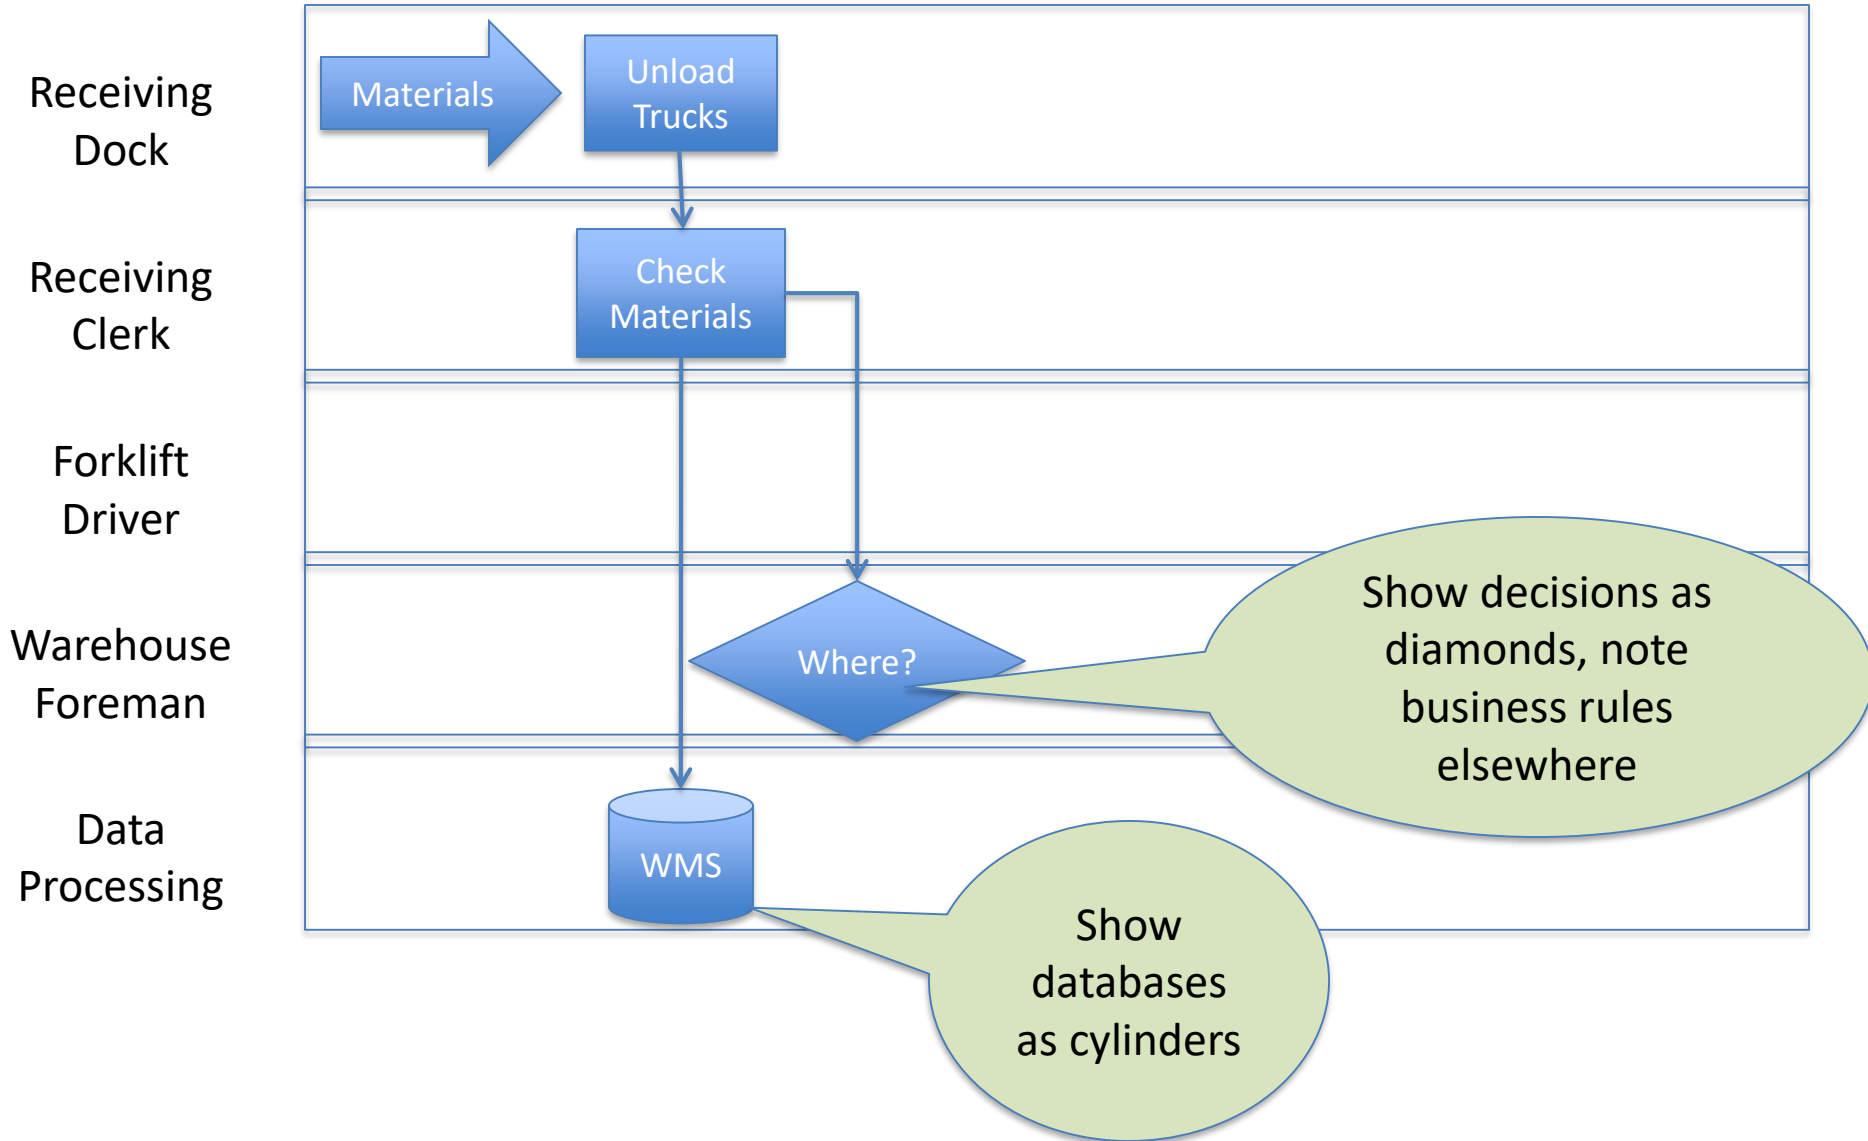 Receiving
Dock
Materials
Unload
Trucks
Receiving
Clerk
Check
Materials
Forklift
Driver
Warehouse
Foreman
Where?
Show decisions as
diamonds, note
business rules
elsewhere
Data
Processing
WMS
Show
databases
as cylinders